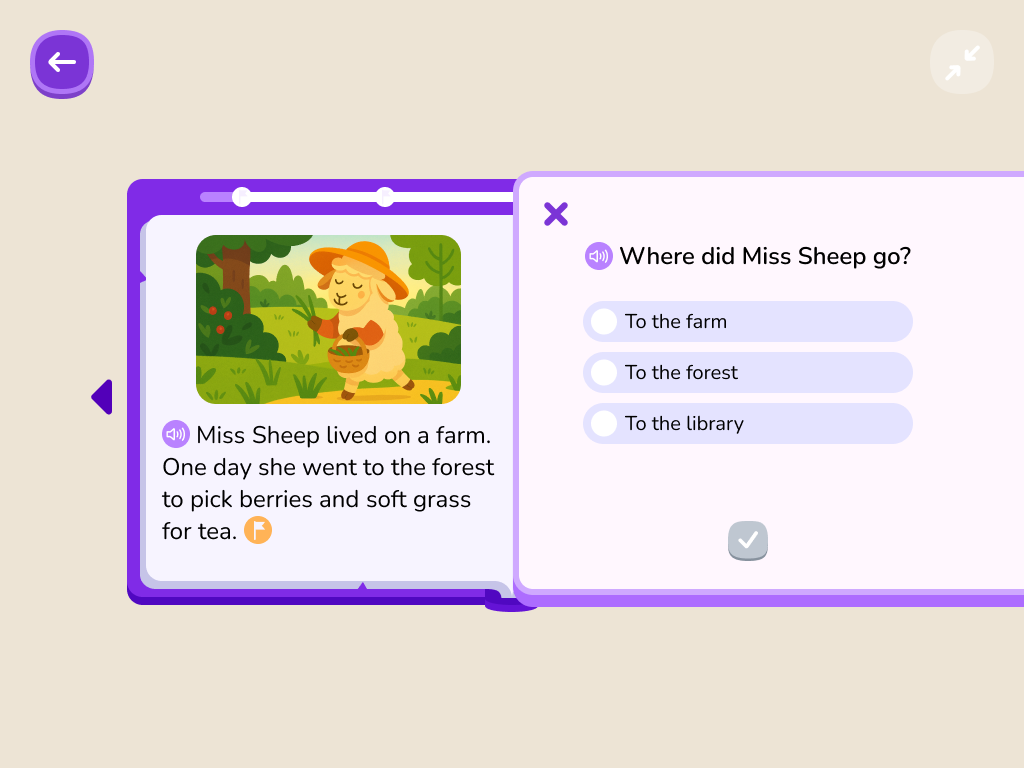 Miss Sheep lived on a farm.
One day she went to the forest
to pick berries and soft grass
for tea.
Where did Miss Sheep go?
To the farm
To the forest
To the library